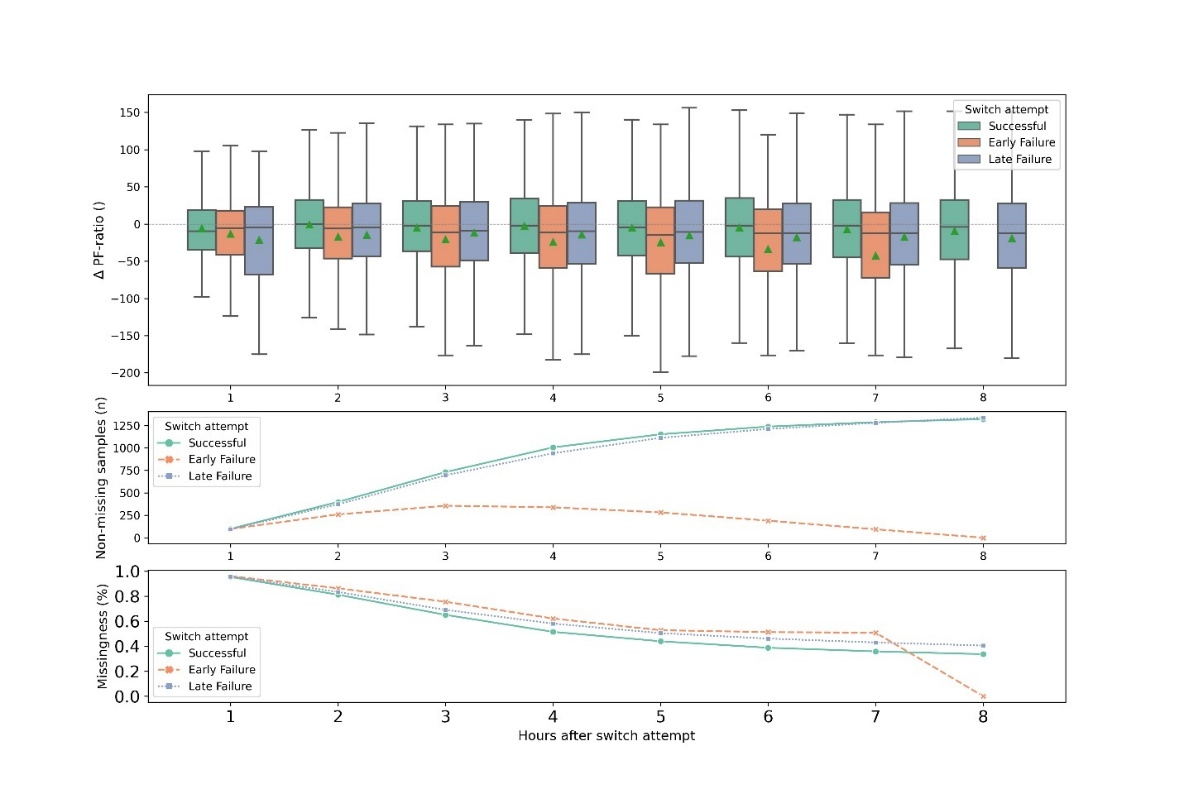 Δ PF-ratio ()
150
100
50
0
−50
−100
−150
−200
Switch attempt
Successful
Early Failure
Late Failure
1 2 3 4 5 6 7 8
Non-missing samples (n)
1250
1000
750
500
250
0
Switch attempt
Successful
Early Failure
Late Failure
1 2 3 4 5 6 7 8
Missingness (%)
1.0
0.8
0.6
0.4
0.2
0.0
Switch attempt
Successful
Early Failure
Late Failure
1 2 3 4 5 6 7 8
Hours after switch attempt